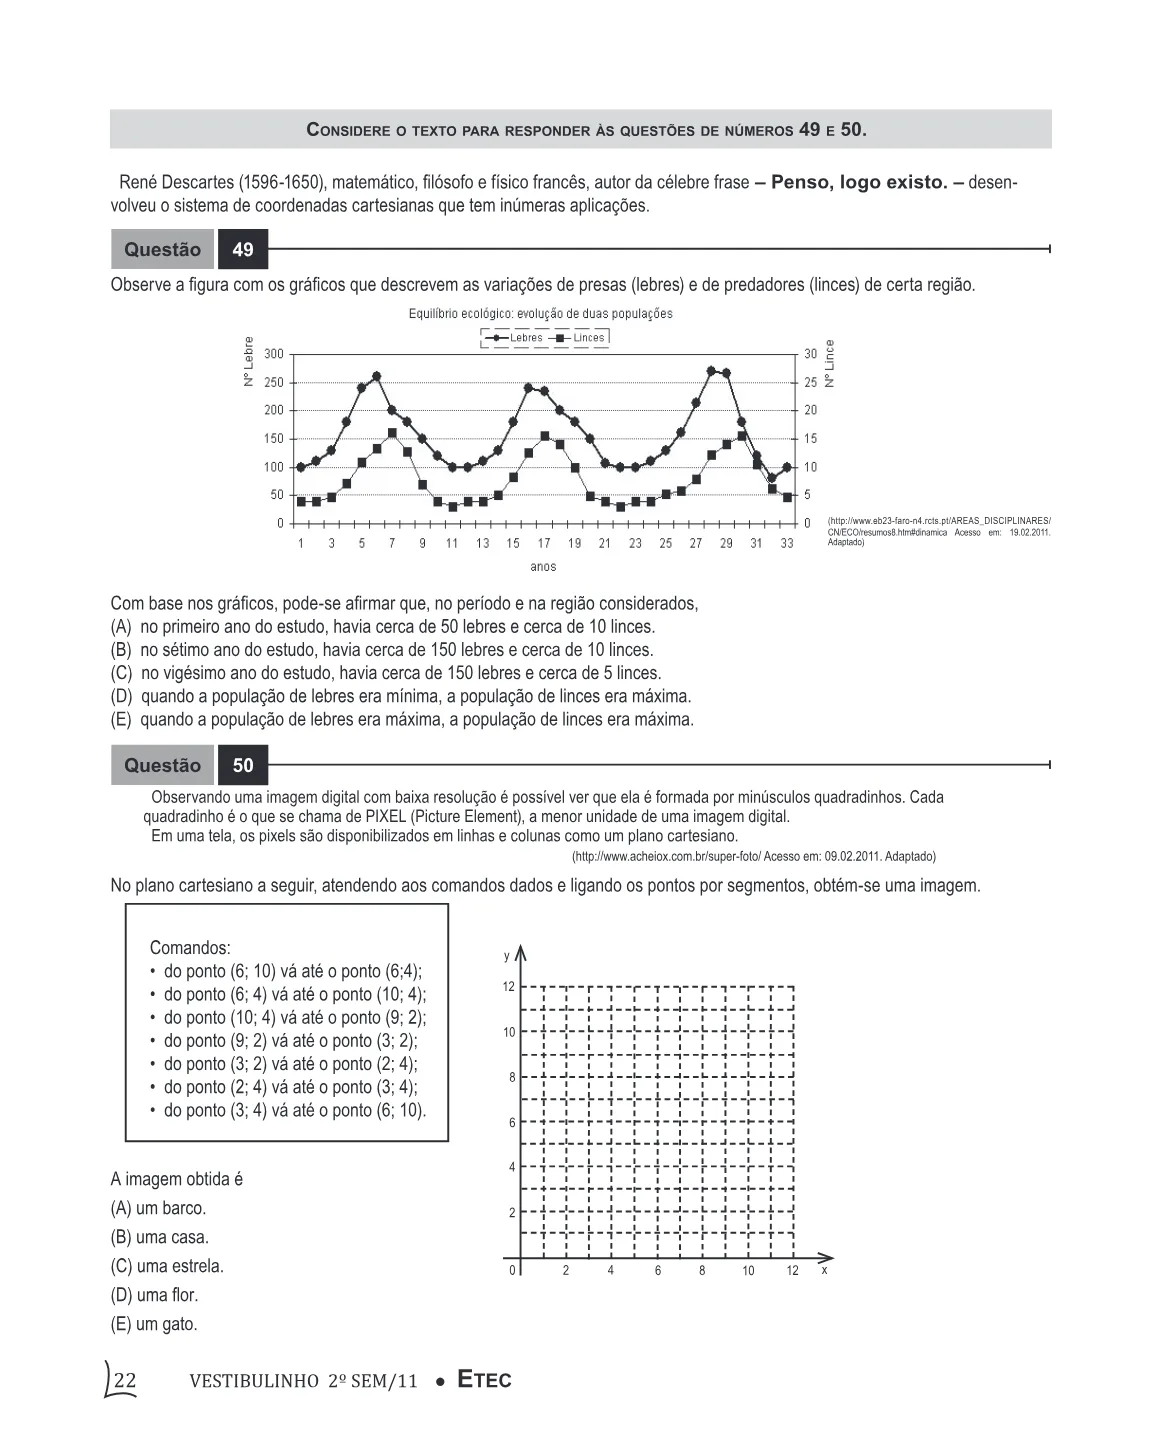 CONSIDERE O TEXTO PARA RESPONDER ÀS QUESTÕES DE NÚMEROS 49 E 50.
René Descartes (1596-1650), matemático, filósofo e físico francês, autor da célebre frase – Penso, logo existo. – desen-
volveu o sistema de coordenadas cartesianas que tem inúmeras aplicações.
Questão 49
Observe a figura com os gráficos que descrevem as variações de presas (lebres) e de predadores (linces) de certa região.
Equilíbrio ecológico: evolução de duas populações
Lebres Linces
Nº Lebre
300
250
200
150
100
50
0
30
25
20
15
10
5
0
Nº Lince
1 3 5 7 9 11 13 15 17 19 21 23 25 27 29 31 33
anos
(http://www.eb23-faro-n4.rcts.pt/AREAS_DISCIPLINARES/
CN/ECO/resumos8.htm#dinamica Acesso em: 19.02.2011.
Adaptado)
Com base nos gráficos, pode-se afirmar que, no período e na região considerados,
(A) no primeiro ano do estudo, havia cerca de 50 lebres e cerca de 10 linces.
(B) no sétimo ano do estudo, havia cerca de 150 lebres e cerca de 10 linces.
(C) no vigésimo ano do estudo, havia cerca de 150 lebres e cerca de 5 linces.
(D) quando a população de lebres era mínima, a população de linces era máxima.
(E) quando a população de lebres era máxima, a população de linces era máxima.
Questão 50
Observando uma imagem digital com baixa resolução é possível ver que ela é formada por minúsculos quadradinhos. Cada
quadradinho é o que se chama de PIXEL (Picture Element), a menor unidade de uma imagem digital.
Em uma tela, os pixels são disponibilizados em linhas e colunas como um plano cartesiano.
(http://www.acheiox.com.br/super-foto/ Acesso em: 09.02.2011. Adaptado)
No plano cartesiano a seguir, atendendo aos comandos dados e ligando os pontos por segmentos, obtém-se uma imagem.
Comandos:
• do ponto (6; 10) vá até o ponto (6;4);
• do ponto (6; 4) vá até o ponto (10; 4);
• do ponto (10; 4) vá até o ponto (9; 2);
• do ponto (9; 2) vá até o ponto (3; 2);
• do ponto (3; 2) vá até o ponto (2; 4);
• do ponto (2; 4) vá até o ponto (3; 4);
• do ponto (3; 4) vá até o ponto (6; 10).
y
12
10
8
6
4
2
0 2 4 6 8 10 12 x
A imagem obtida é
(A) um barco.
(B) uma casa.
(C) uma estrela.
(D) uma flor.
(E) um gato.
22 VESTIBULINHO 2º SEM/11 • ETEC